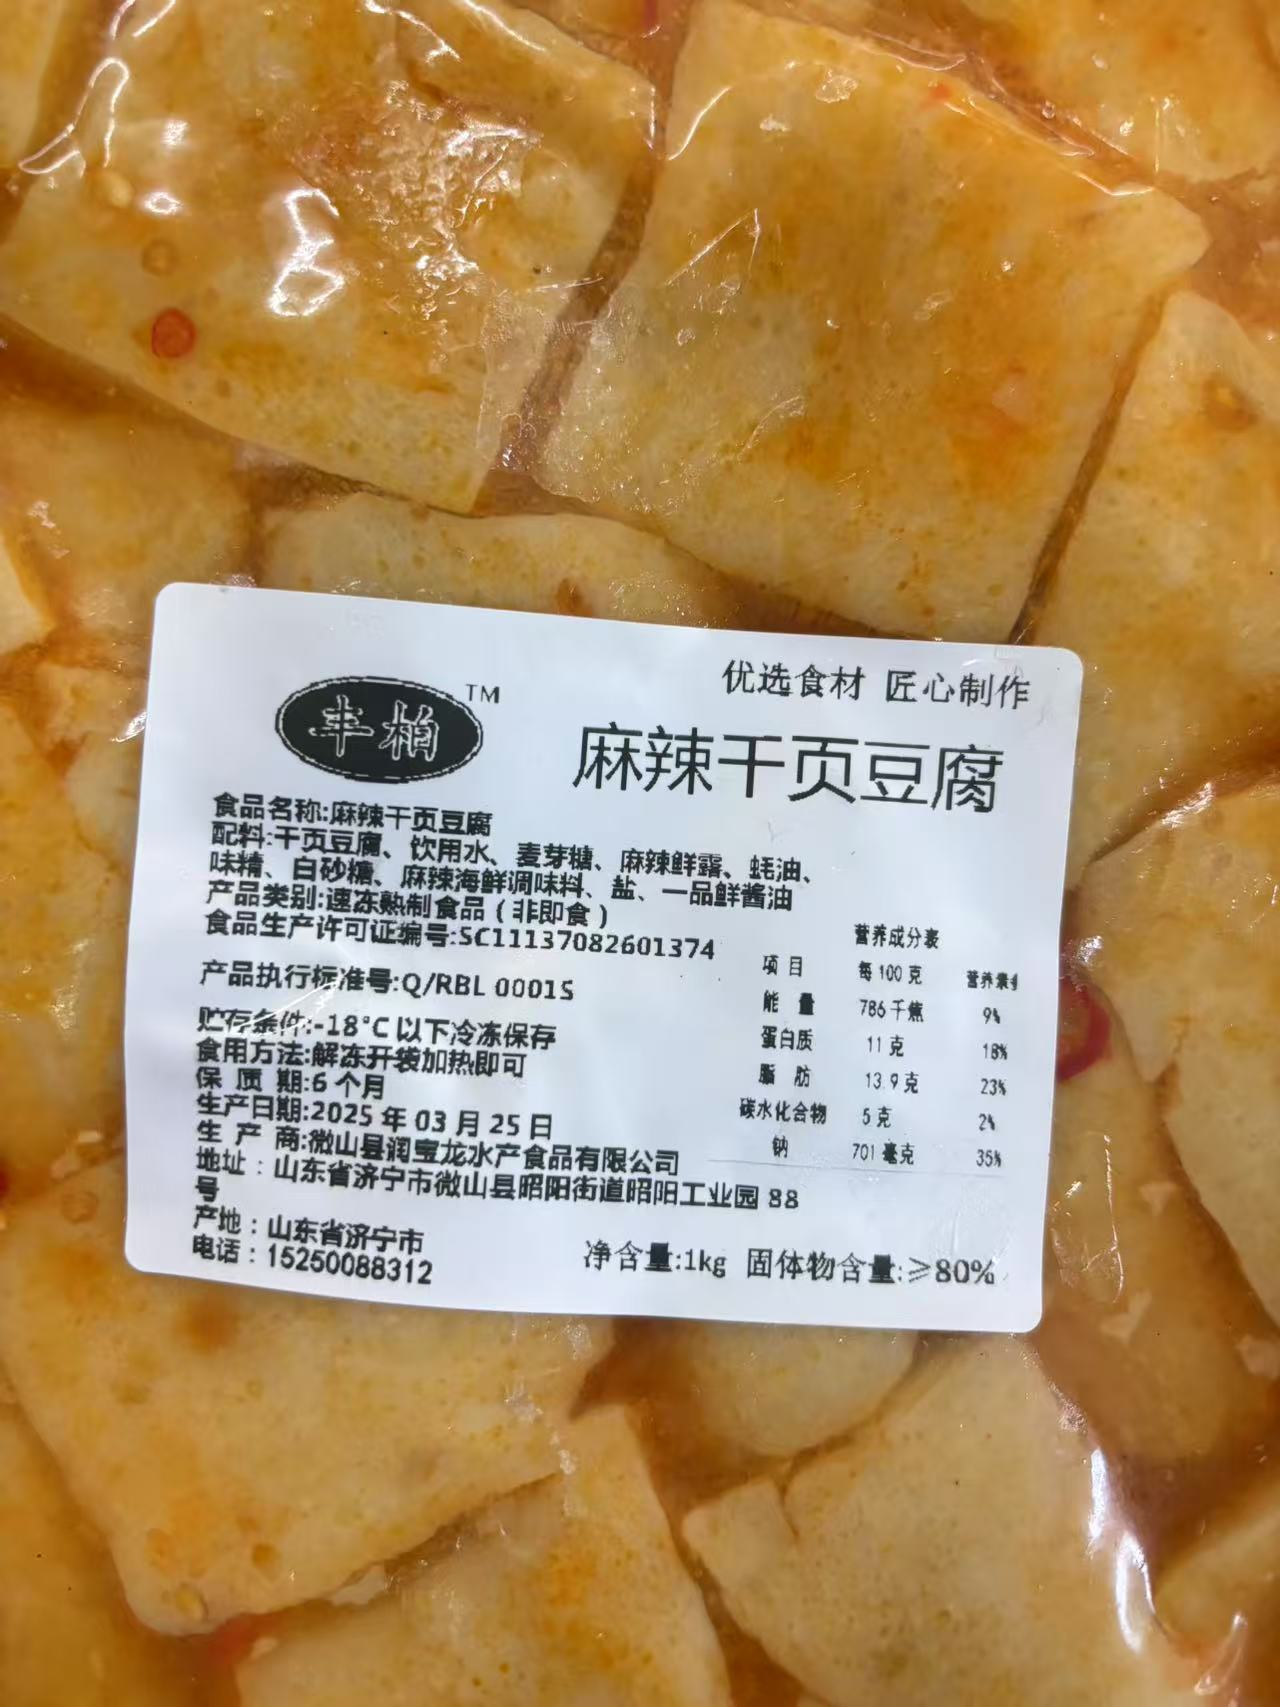 优选食材 匠心制作
丰柏 TM
麻辣千页豆腐
食品名称:麻辣千页豆腐
配料:千页豆腐、饮用水、麦芽糖、麻辣鲜露、蚝油、
味精、白砂糖、麻辣海鲜调味料、盐、一品鲜酱油
产品类别:速冻熟制食品(非即食)
食品生产许可证编号:SC11137082601374
产品执行标准号:Q/RBL 0001S
贮存条件:-18°C以下冷冻保存
食用方法:解冻开袋加热即可
保 质 期:6个月
生产日期:2025年03月25日
生 产 商:微山县润宝龙水产食品有限公司
地址：山东省济宁市微山县昭阳街道昭阳工业园 88
号
产地：山东省济宁市
电话：15250088312
营养成分表
项 目 每100克 营养素
能 量 786千焦 9%
蛋白质 11克 18%
脂 肪 13.9克 23%
碳水化合物 5克 2%
钠 701毫克 35%
净含量:1kg 固体物含量:≥80%